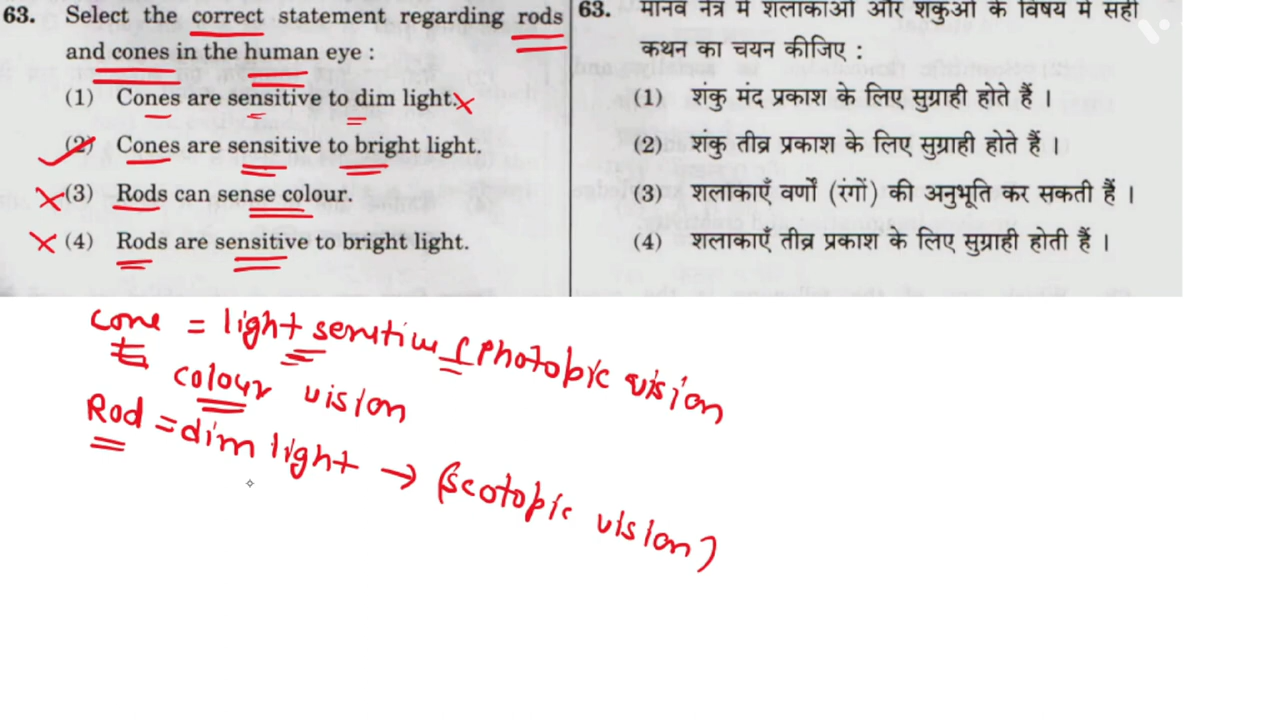 63. Select the correct statement regarding rods
and cones in the human eye :
(1) Cones are sensitive to dim light.
(2) Cones are sensitive to bright light.
(3) Rods can sense colour.
(4) Rods are sensitive to bright light.
63. मानव नेत्र में शलाकाओं और शंकुओं के विषय में सही
कथन का चयन कीजिए :
(1) शंकु मंद प्रकाश के लिए सुग्राही होते हैं ।
(2) शंकु तीव्र प्रकाश के लिए सुग्राही होते हैं ।
(3) शलाकाएँ वर्णों (रंगों) की अनुभूति कर सकती हैं ।
(4) शलाकाएँ तीव्र प्रकाश के लिए सुग्राही होती हैं ।
cone = light sensitive (Photopic vision
colour vision
Rod = dim light → (scotopic vision)